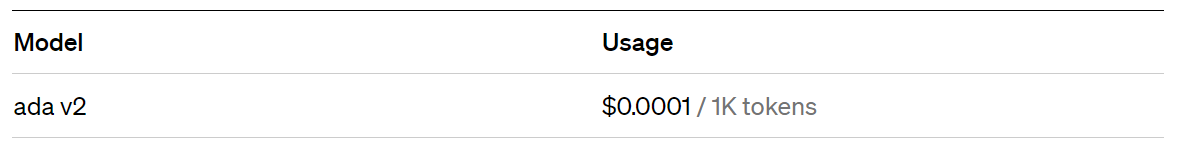 Model Usage
ada v2 $0.0001 / 1K tokens